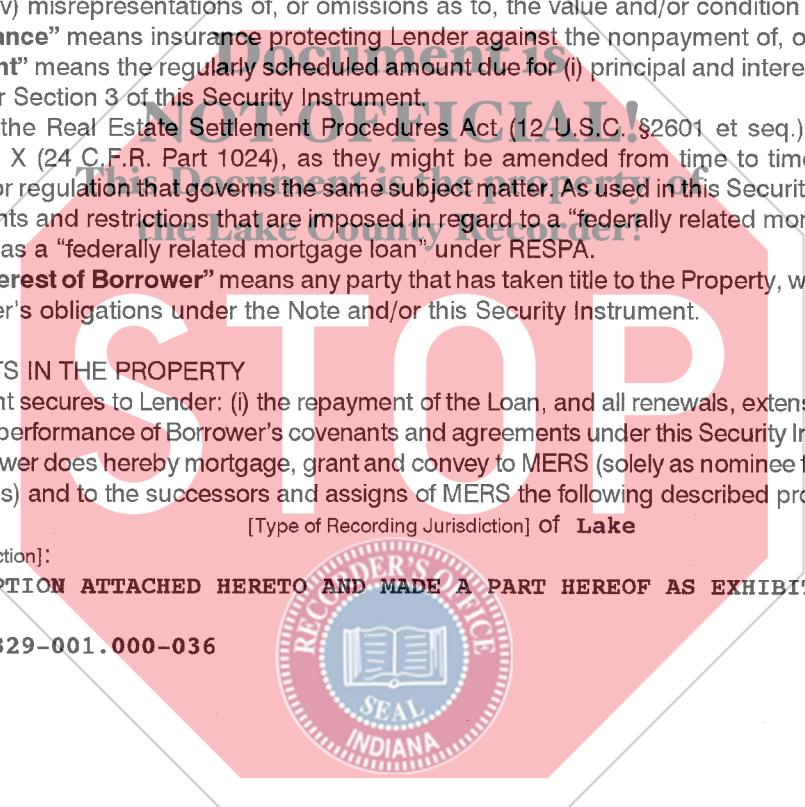 v) misrepresentations of, or omissions as to, the value and/or condition
ance” means insurance protecting Lender against the nonpayment of, o
Document is
nt” means the regularly scheduled amount due for (i) principal and intere
r Section 3 of this Security Instrument.
NOT OFFICIAL!
the Real Estate Settlement Procedures Act (12 U.S.C. §2601 et seq.)
X (24 C.F.R. Part 1024), as they might be amended from time to time
This Document is the property of
or regulation that governs the same subject matter. As used in this Securit
nts and restrictions that are imposed in regard to a “federally related mor
the Lake County Recorder!
as a “federally related mortgage loan” under RESPA.
erest of Borrower” means any party that has taken title to the Property, w
er’s obligations under the Note and/or this Security Instrument.
STOP
TS IN THE PROPERTY
nt secures to Lender: (i) the repayment of the Loan, and all renewals, extens
performance of Borrower’s covenants and agreements under this Security In
wer does hereby mortgage, grant and convey to MERS (solely as nominee f
s) and to the successors and assigns of MERS the following described pro
[Type of Recording Jurisdiction] of Lake
ction]:
PTION ATTACHED HERETO AND MADE A PART HEREOF AS EXHIBIT
329-001.000-036
RECORDER'S OFFICE
SEAL
INDIANA